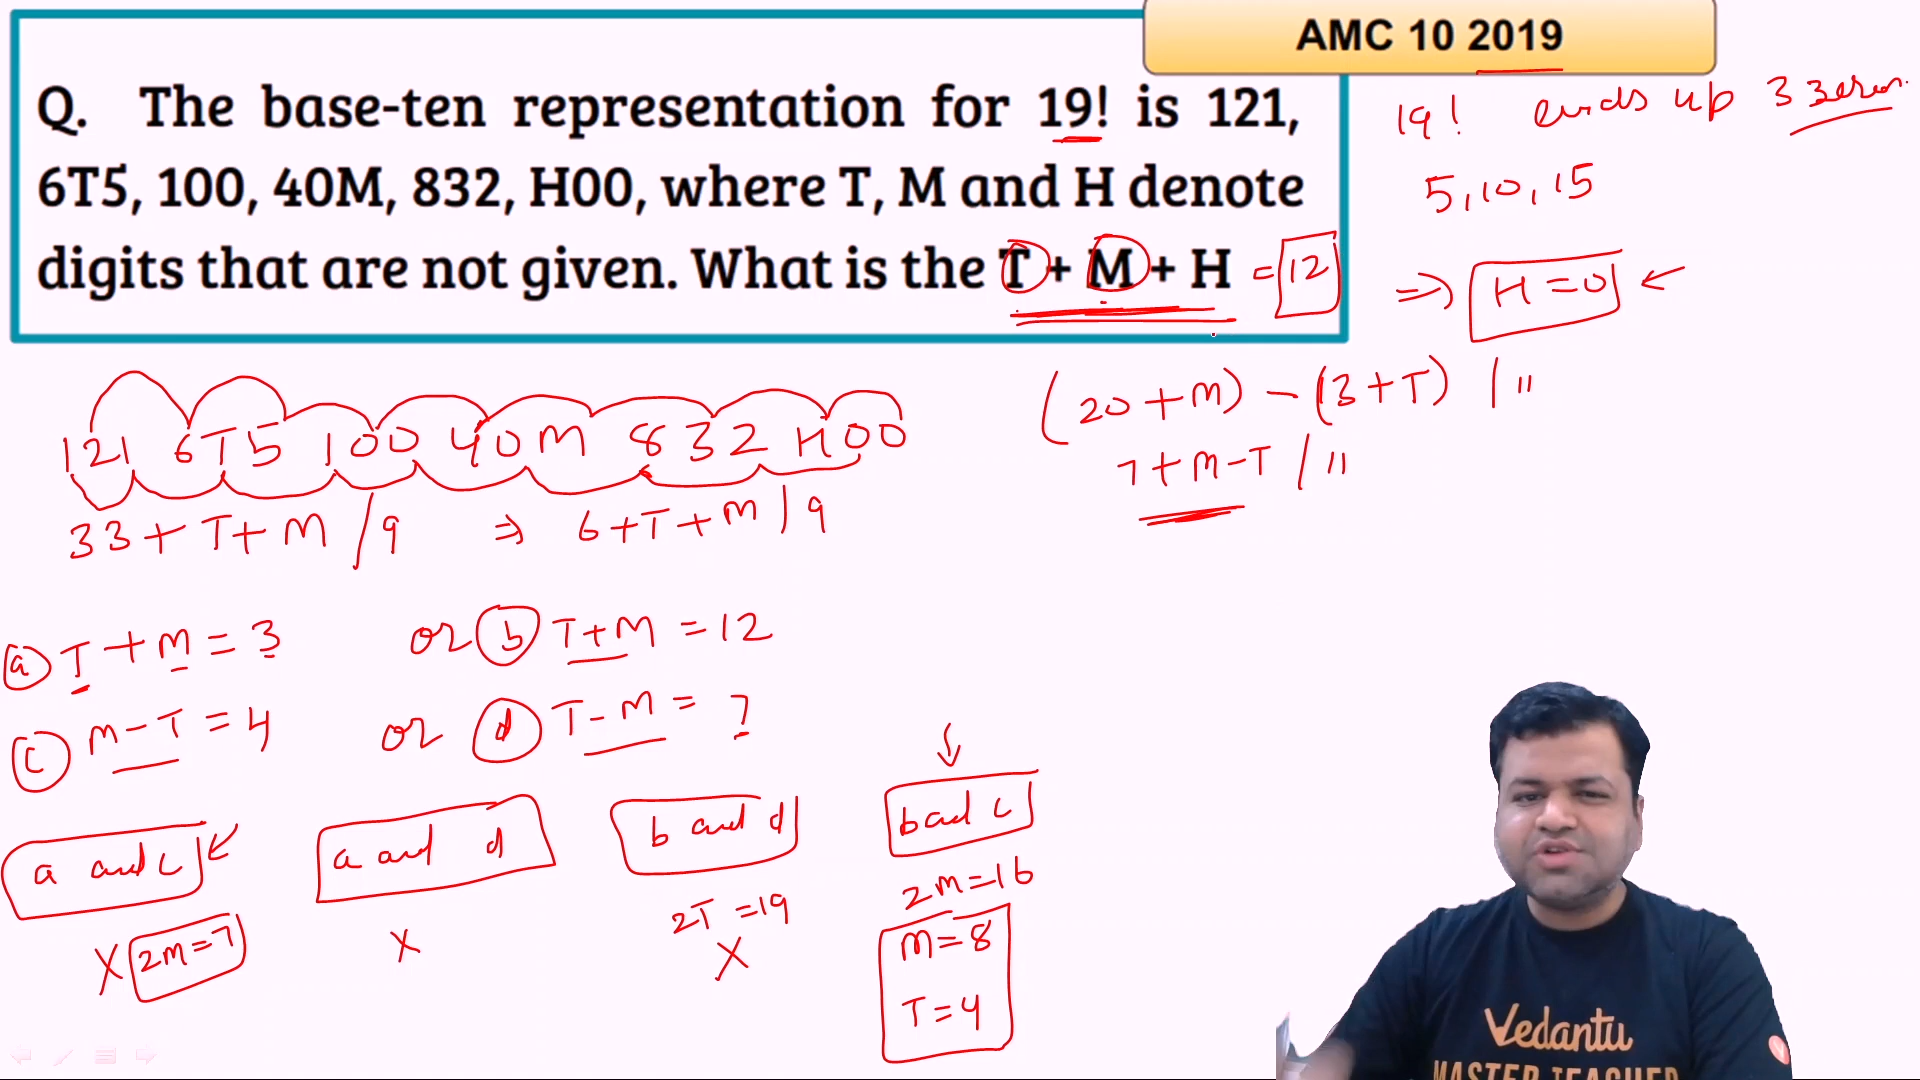 AMC 10 2019
Q. The base-ten representation for 19! is 121,
6T5, 100, 40M, 832, H00, where T, M and H denote
digits that are not given. What is the T + M + H = 12
19! ends up 3 zeros.
5, 10, 15
=> H = 0
121 6T5 100 40M 832 H00
33 + T + M / 9 => 6 + T + M / 9
(20 + M) - (3 + T) / 11
7 + M - T / 11
a T + M = 3 or b T + M = 12
c M - T = 4 or d T - M = 7
a and c
a and d
b and d
b and c
X 2M = 7
X
2T = 19
X
2M = 16
M = 8
T = 4
Vedantu
MASTER TEACHER